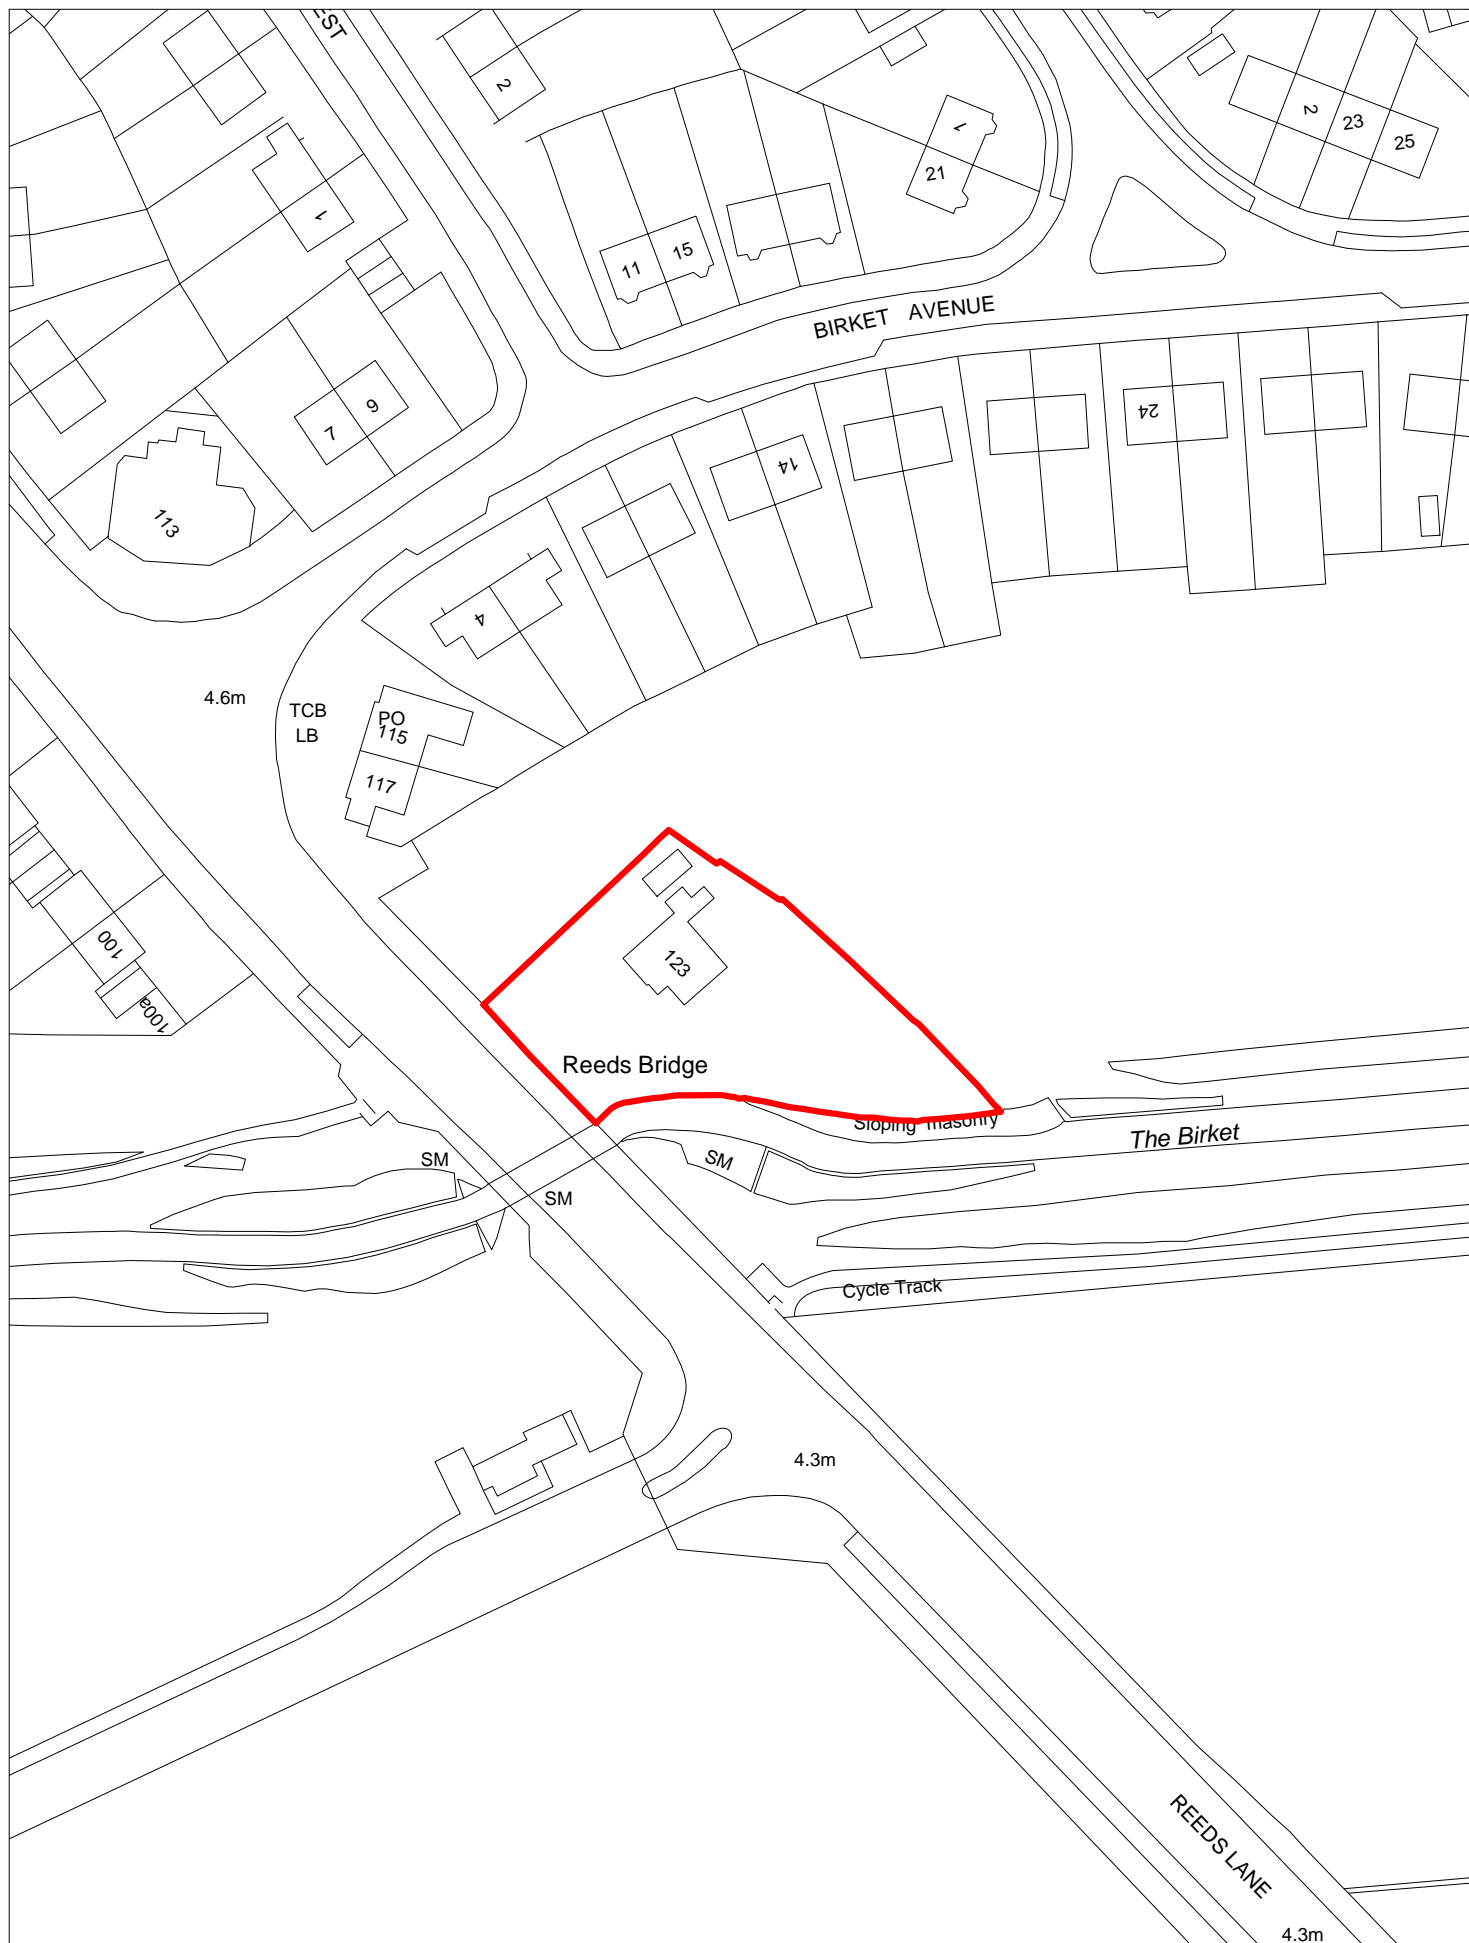 2
1
2
23
25
21
1
11
15
BIRKET AVENUE
7
9
24
14
113
4
4.6m
TCB
LB
PO
115
117
100
100a
123
Reeds Bridge
Sloping masonry
The Birket
SM
SM
SM
Cycle Track
4.3m
REEDS LANE
4.3m